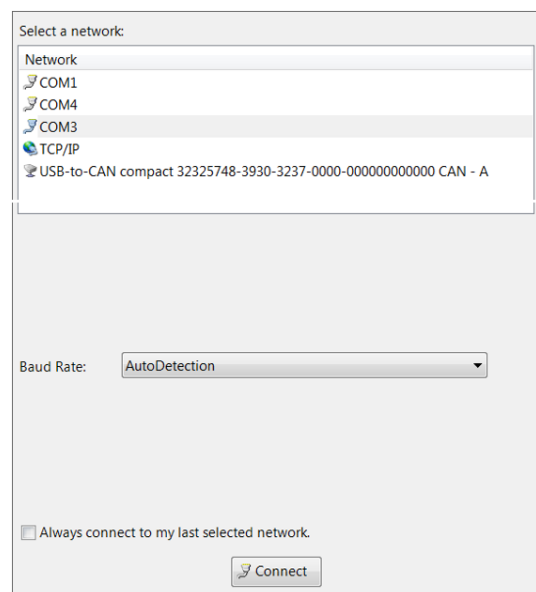 Select a network:
Network
COM1
COM4
COM3
TCP/IP
USB-to-CAN compact 32325748-3930-3237-0000-000000000000 CAN - A
Baud Rate: AutoDetection
Always connect to my last selected network.
Connect